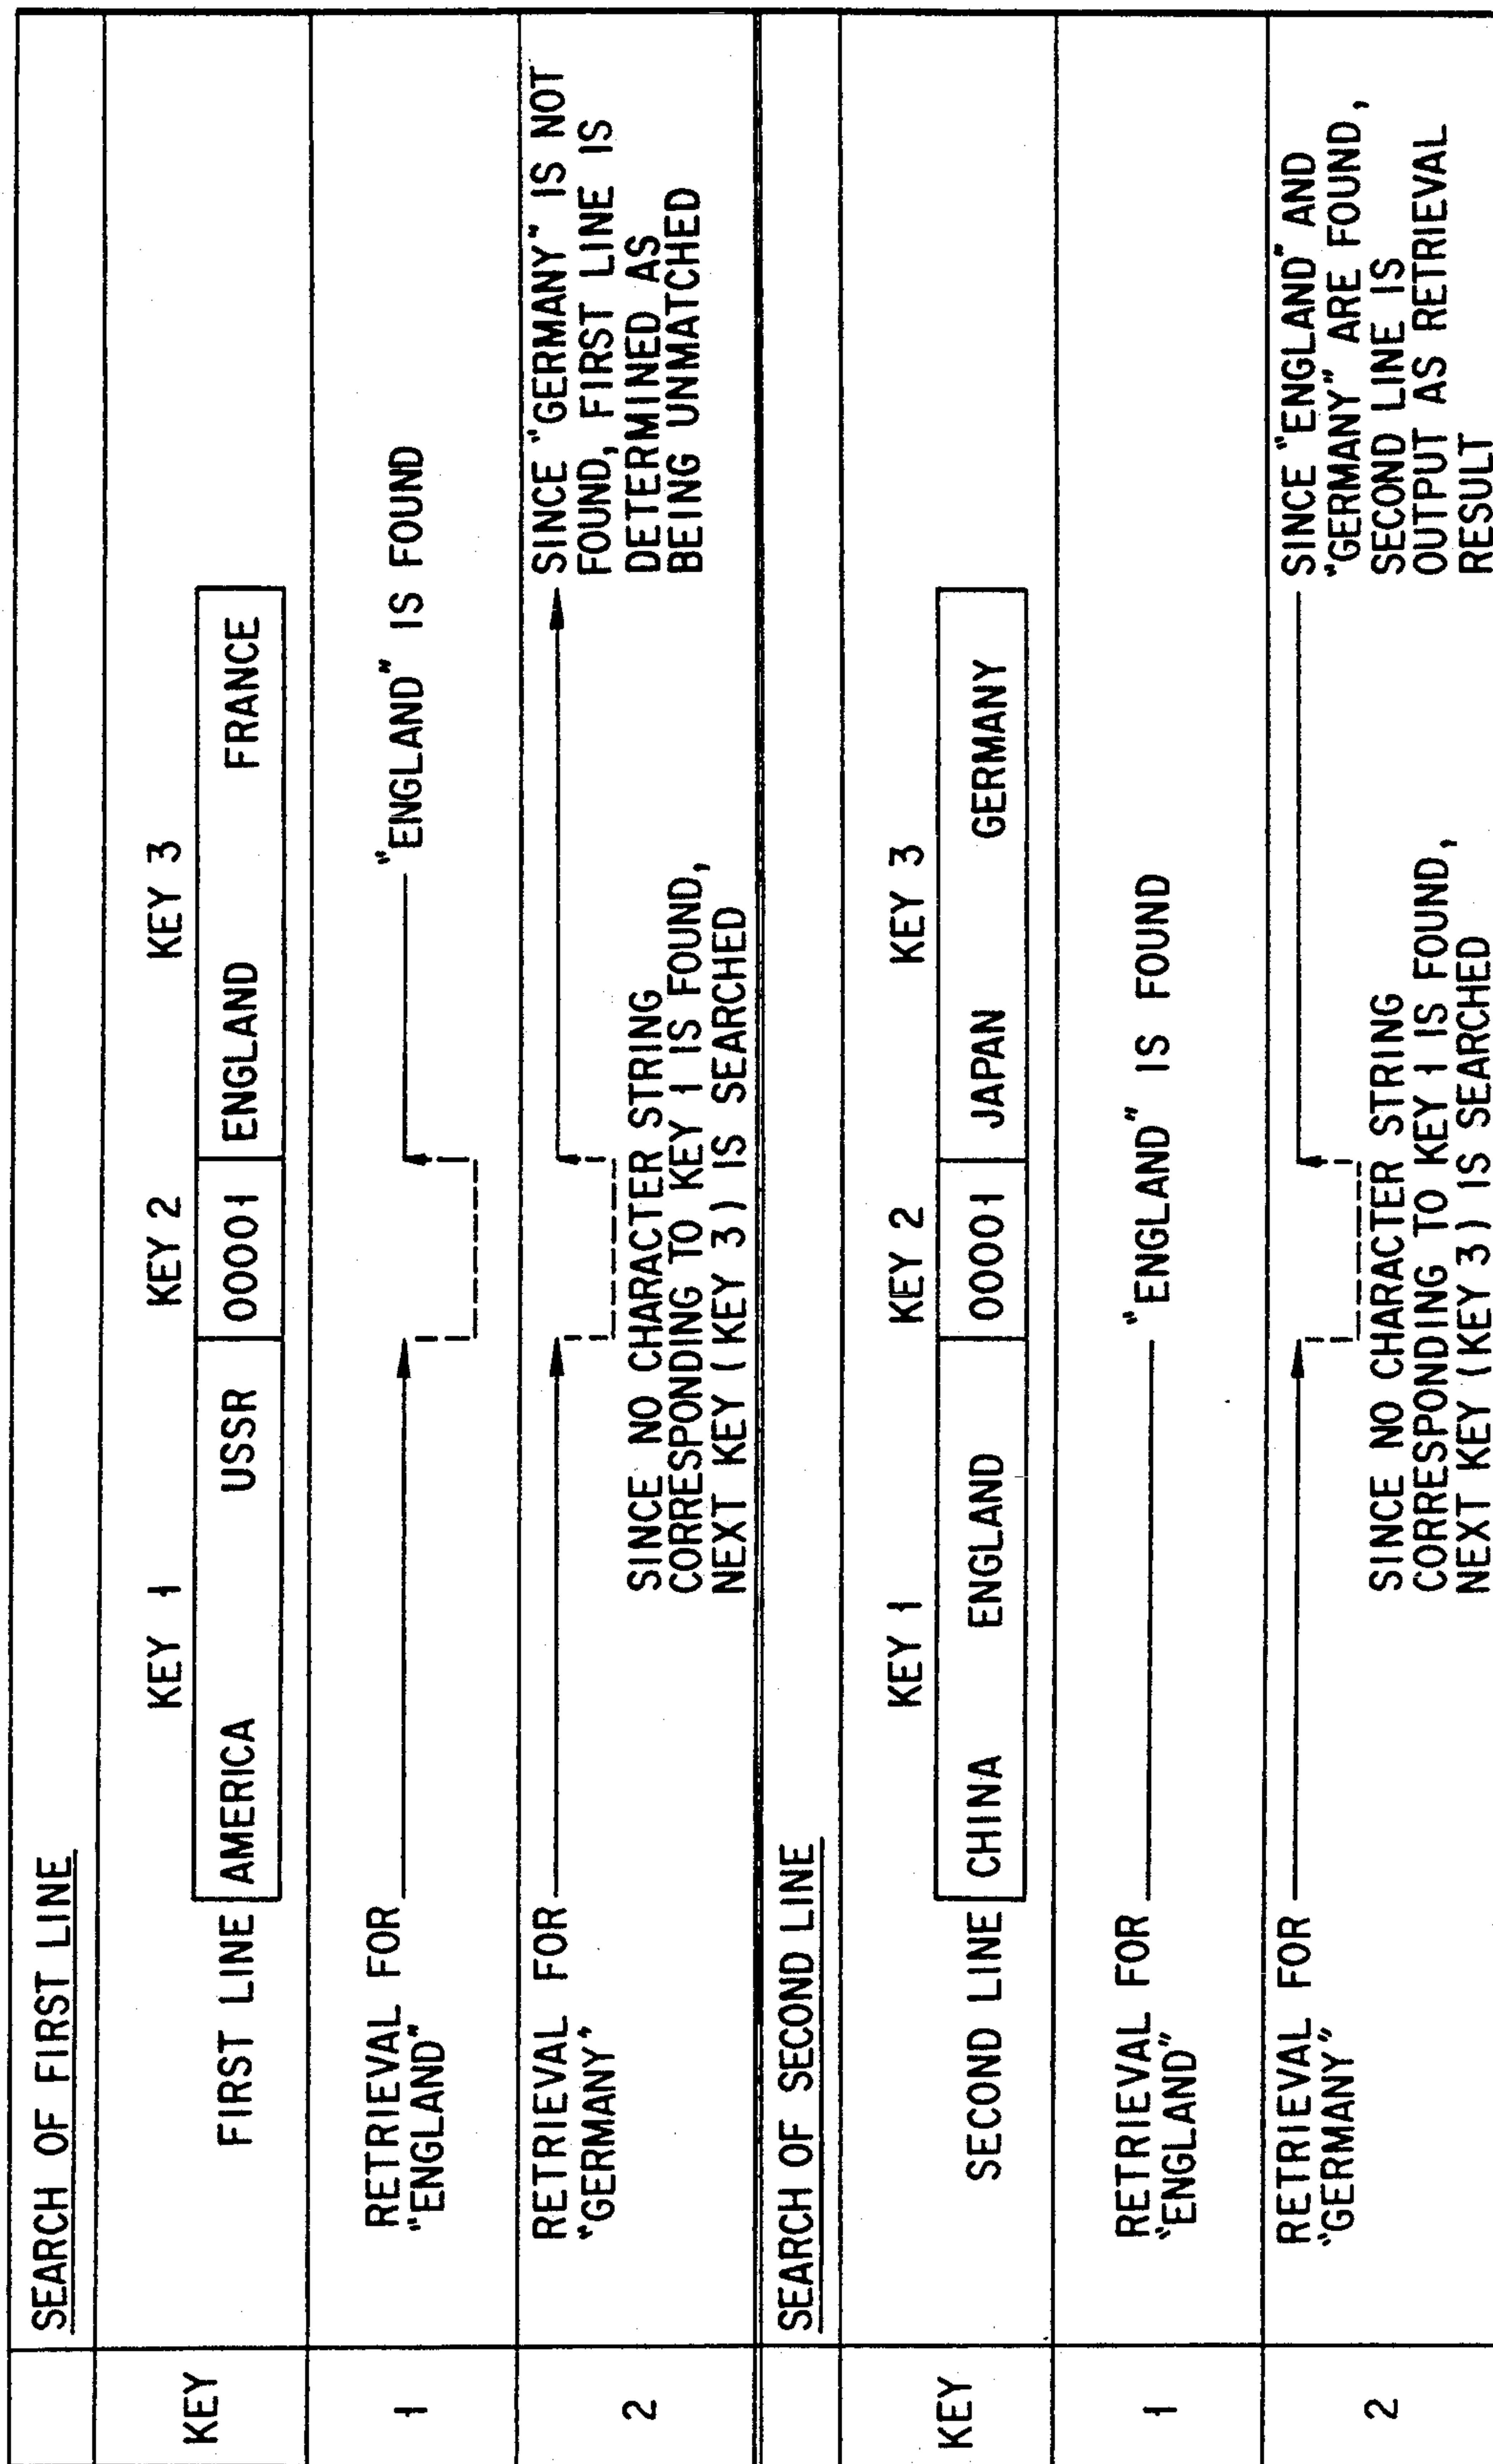 SEARCH OF FIRST LINE
KEY
KEY 1 KEY 2 KEY 3
FIRST LINE AMERICA USSR 00001 ENGLAND FRANCE
1
RETRIEVAL FOR
"ENGLAND"
"ENGLAND" IS FOUND
2
RETRIEVAL FOR
"GERMANY"
SINCE NO CHARACTER STRING
CORRESPONDING TO KEY 1 IS FOUND,
NEXT KEY (KEY 3) IS SEARCHED
SINCE "GERMANY" IS NOT
FOUND, FIRST LINE IS
DETERMINED AS
BEING UNMATCHED
SEARCH OF SECOND LINE
KEY
KEY 1 KEY 2 KEY 3
SECOND LINE CHINA ENGLAND 00001 JAPAN GERMANY
1
RETRIEVAL FOR
"ENGLAND"
"ENGLAND" IS FOUND
2
RETRIEVAL FOR
"GERMANY"
SINCE NO CHARACTER STRING
CORRESPONDING TO KEY 1 IS FOUND,
NEXT KEY (KEY 3) IS SEARCHED
SINCE "ENGLAND" AND
"GERMANY" ARE FOUND,
SECOND LINE IS
OUTPUT AS RETRIEVAL
RESULT